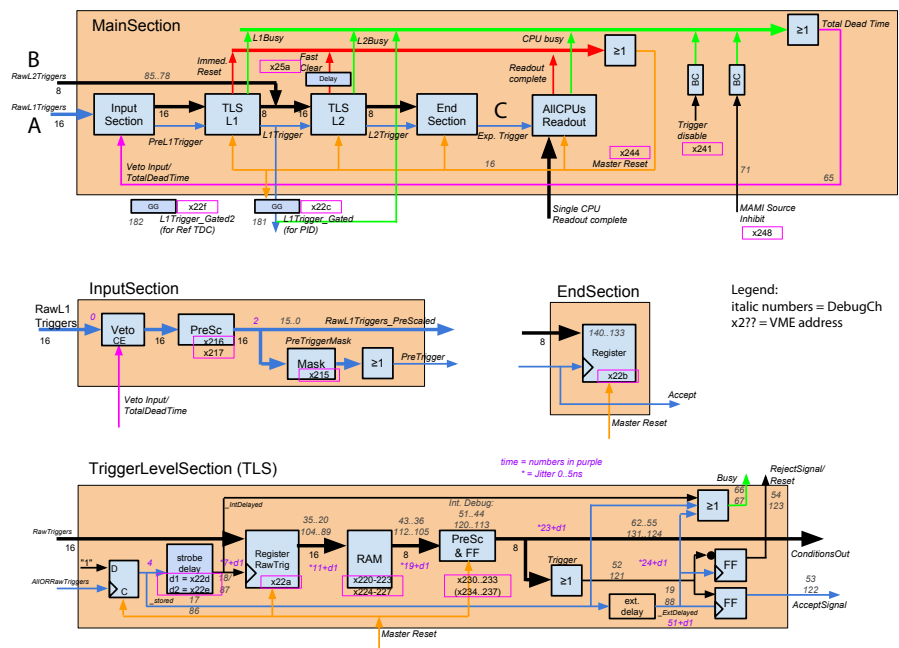 MainSection
B
RawL2Triggers
8
85..78
RawL1Triggers
A
16
Input
Section
16
PreL1Trigger
Immed.
Reset
x25a
L1Busy
TLS
L1
8
16
L1Trigger
Fast
Clear
Delay
L2Busy
TLS
L2
8
L2Trigger
End
Section
C
Exp. Trigger
CPU busy
Readout
complete
AllCPUs
Readout
≥1
≥1
Total Dead Time
BC
BC
Trigger
disable
x241
x244
Master Reset
16
71
65
Veto Input/
TotalDeadTime
GG
x22f
182
L1Trigger_Gated2
(for Ref TDC)
GG
x22c
181
L1Trigger_Gated
(for PID)
Single CPU
Readout complete
MAMI Source
Inhibit
x248
InputSection
RawL1
Triggers
0
16
Veto
CE
16
PreSc
x216
x217
16
2
15..0
RawL1Triggers_PreScaled
PreTriggerMask
Mask
x215
≥1
PreTrigger
Veto Input/
TotalDeadTime
EndSection
8
140..133
Register
x22b
Accept
Master Reset
Legend:
italic numbers = DebugCh
x2?? = VME address
TriggerLevelSection (TLS)
time = numbers in purple
* = Jitter 0..5ns
RejectSignal/
Reset
Busy
66
67
54
123
RawTriggers
16
_IntDelayed
"1"
D
C
AllORRawTriggers
4
strobe
delay
d1 = x22d
d2 = x22e
*7+d1
18/
87
_stored
17
86
Register
RawTrig
x22a
35..20
104..89
16
*11+d1
RAM
x220-223
x224-227
43..36
112..105
8
*19+d1
Int. Debug:
51..44
120..113
PreSc
& FF
x230..233
(x234..237)
8
*23+d1
Trigger
≥1
52
121
≥1
62..55
131..124
*24+d1
ConditionsOut
FF
FF
53
122
AcceptSignal
ext.
delay
19
88
_ExtDelayed
51+d1
Master Reset